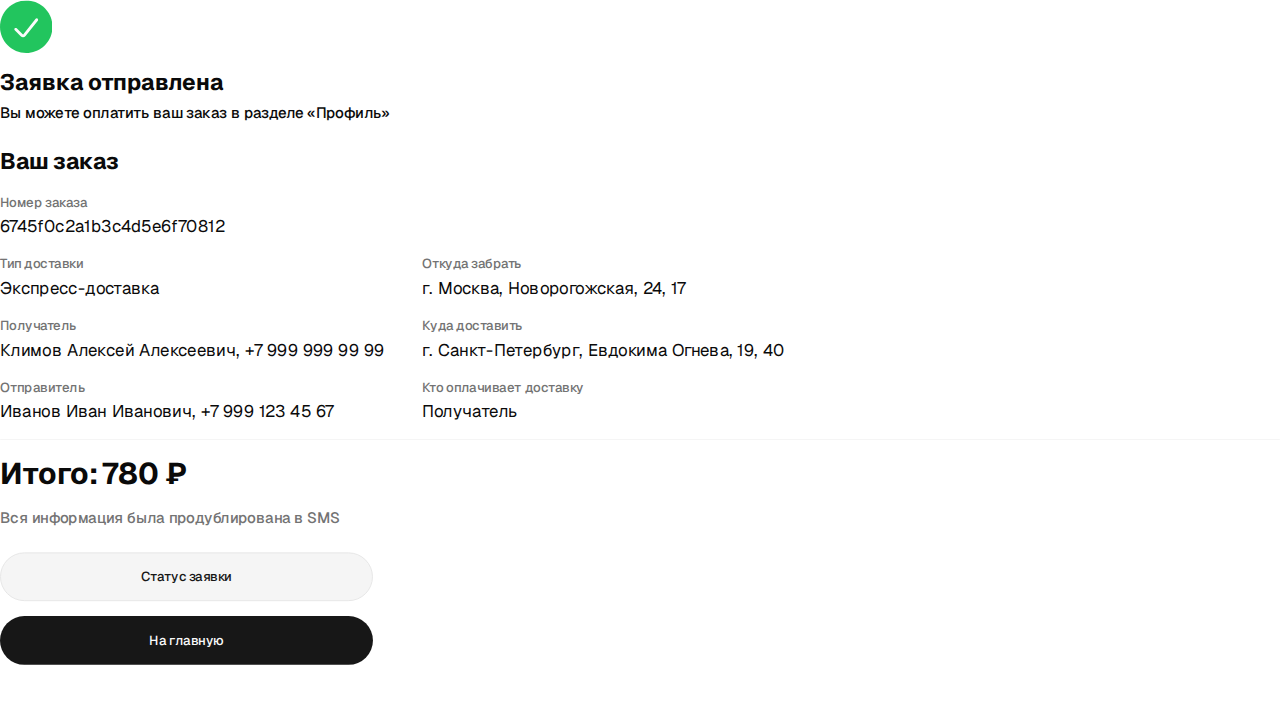 Заявка отправлена
Вы можете оплатить ваш заказ в разделе «Профиль»
Ваш заказ
Номер заказа
6745f0c2a1b3c4d5e6f70812
Тип доставки
Экспресс-доставка
Откуда забрать
г. Москва, Новорогожская, 24, 17
Получатель
Климов Алексей Алексеевич, +7 999 999 99 99
Куда доставить
г. Санкт-Петербург, Евдокима Огнева, 19, 40
Отправитель
Иванов Иван Иванович, +7 999 123 45 67
Кто оплачивает доставку
Получатель
Итого: 780 ₽
Вся информация была продублирована в SMS
Статус заявки
На главную